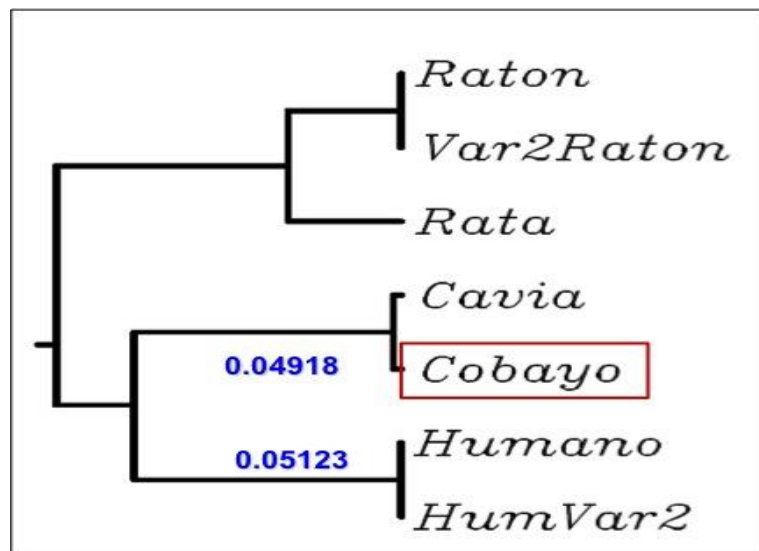 Raton
Var2Raton
Rata
Cavia
0.04918
Cobayo
Humano
0.05123
HumVar2